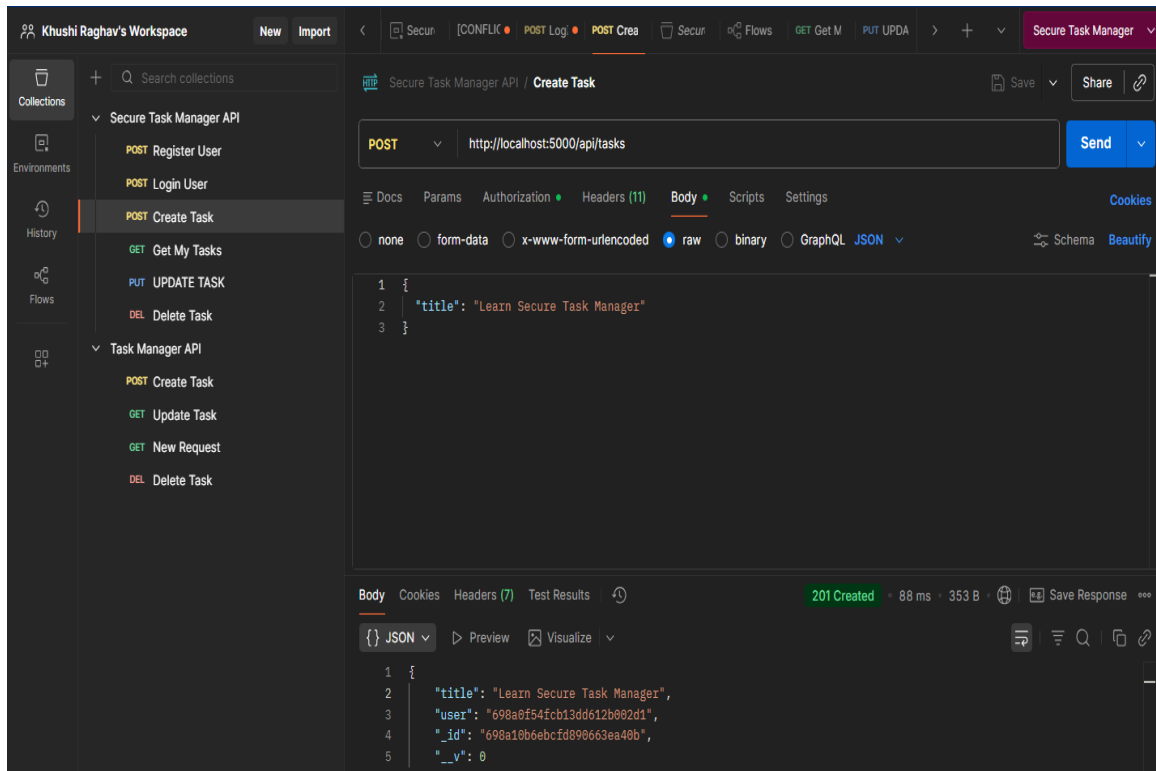 Khushi Raghav's Workspace New Import
Secur [CONFLIC POST Log POST Crea Secur Flows GET Get M PUT UPDA Secure Task Manager
Collections
Environments
History
Flows
Search collections
Secure Task Manager API
POST Register User
POST Login User
POST Create Task
GET Get My Tasks
PUT UPDATE TASK
DEL Delete Task
Task Manager API
POST Create Task
GET Update Task
GET New Request
DEL Delete Task
HTTP Secure Task Manager API / Create Task Save Share
POST http://localhost:5000/api/tasks Send
Docs Params Authorization Headers (11) Body Scripts Settings Cookies
none form-data x-www-form-urlencoded raw binary GraphQL JSON Schema Beautify
1 {
2 "title": "Learn Secure Task Manager"
3 }
Body Cookies Headers (7) Test Results 201 Created 88 ms 353 B e.g. Save Response
{} JSON Preview Visualize
1 {
2 "title": "Learn Secure Task Manager",
3 "user": "698a0f54fcb13dd612b002d1",
4 "_id": "698a10b6ebcfd890663ea40b",
5 "__v": 0